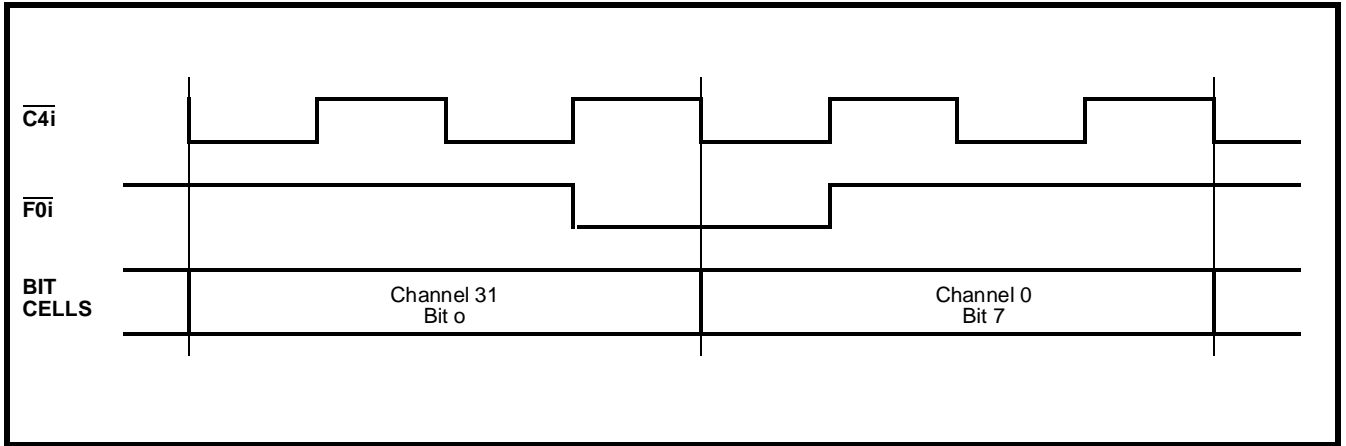 C4i
F0i
BIT
CELLS
Channel 31
Bit o
Channel 0
Bit 7